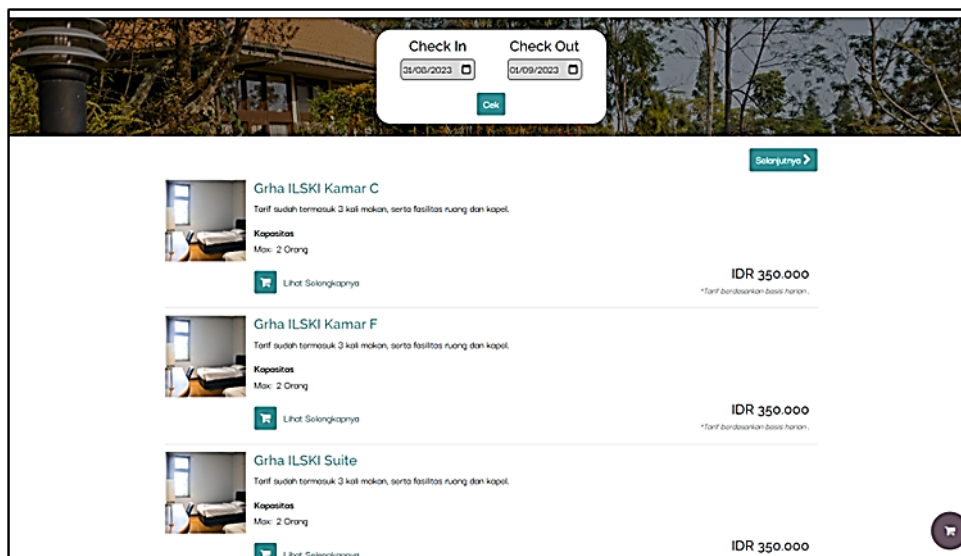 Check In
Check Out
31/08/2023
01/09/2023
Cek
Selanjutnya
Grha ILSKI Kamar C
Tarif sudah termasuk 3 kali makan, serta fasilitas ruang dan kapel.
Kapasitas
Max: 2 Orang
Lihat Selengkapnya
IDR 350.000
*Tarif berdasarkan basis harian.
Grha ILSKI Kamar F
Tarif sudah termasuk 3 kali makan, serta fasilitas ruang dan kapel.
Kapasitas
Max: 2 Orang
Lihat Selengkapnya
IDR 350.000
*Tarif berdasarkan basis harian.
Grha ILSKI Suite
Tarif sudah termasuk 3 kali makan, serta fasilitas ruang dan kapel.
Kapasitas
Max: 2 Orang
Lihat Selengkapnya
IDR 350.000